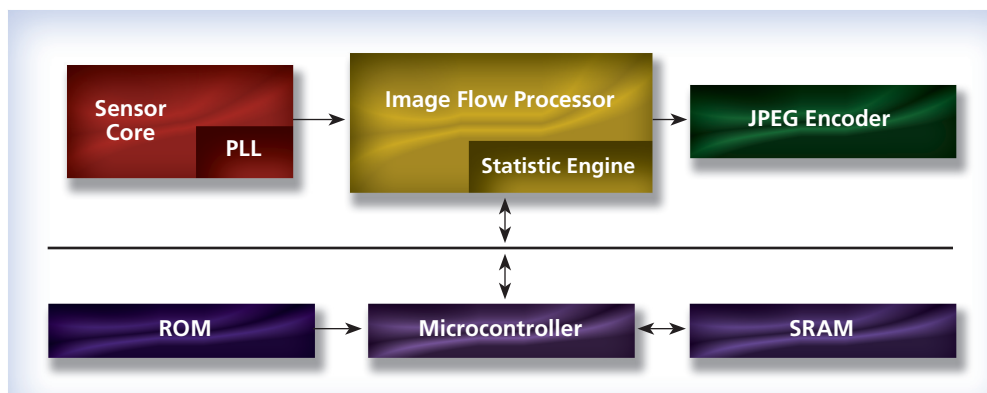 Sensor
Core
PLL
Image Flow Processor
Statistic Engine
JPEG Encoder
ROM
Microcontroller
SRAM